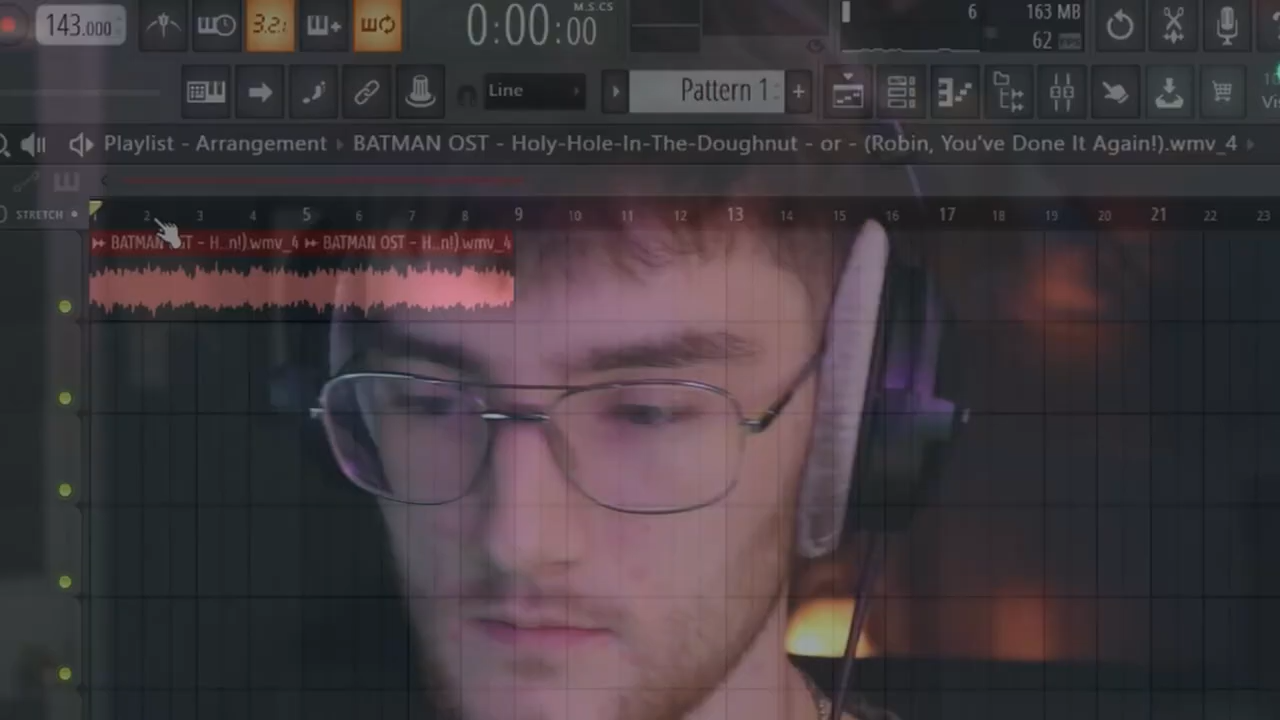 143.000
3.2:
0:00:00
M:S:CS
6
163 MB
62
Line
Pattern 1
Playlist - Arrangement › BATMAN OST - Holy-Hole-In-The-Doughnut - or - (Robin, You've Done It Again!).wmv_4
STRETCH
1 2 3 4 5 6 7 8 9 10 11 12 13 14 15 16 17 18 19 20 21 22 23
BATMAN OST - H..n!).wmv_4 BATMAN OST - H..n!).wmv_4